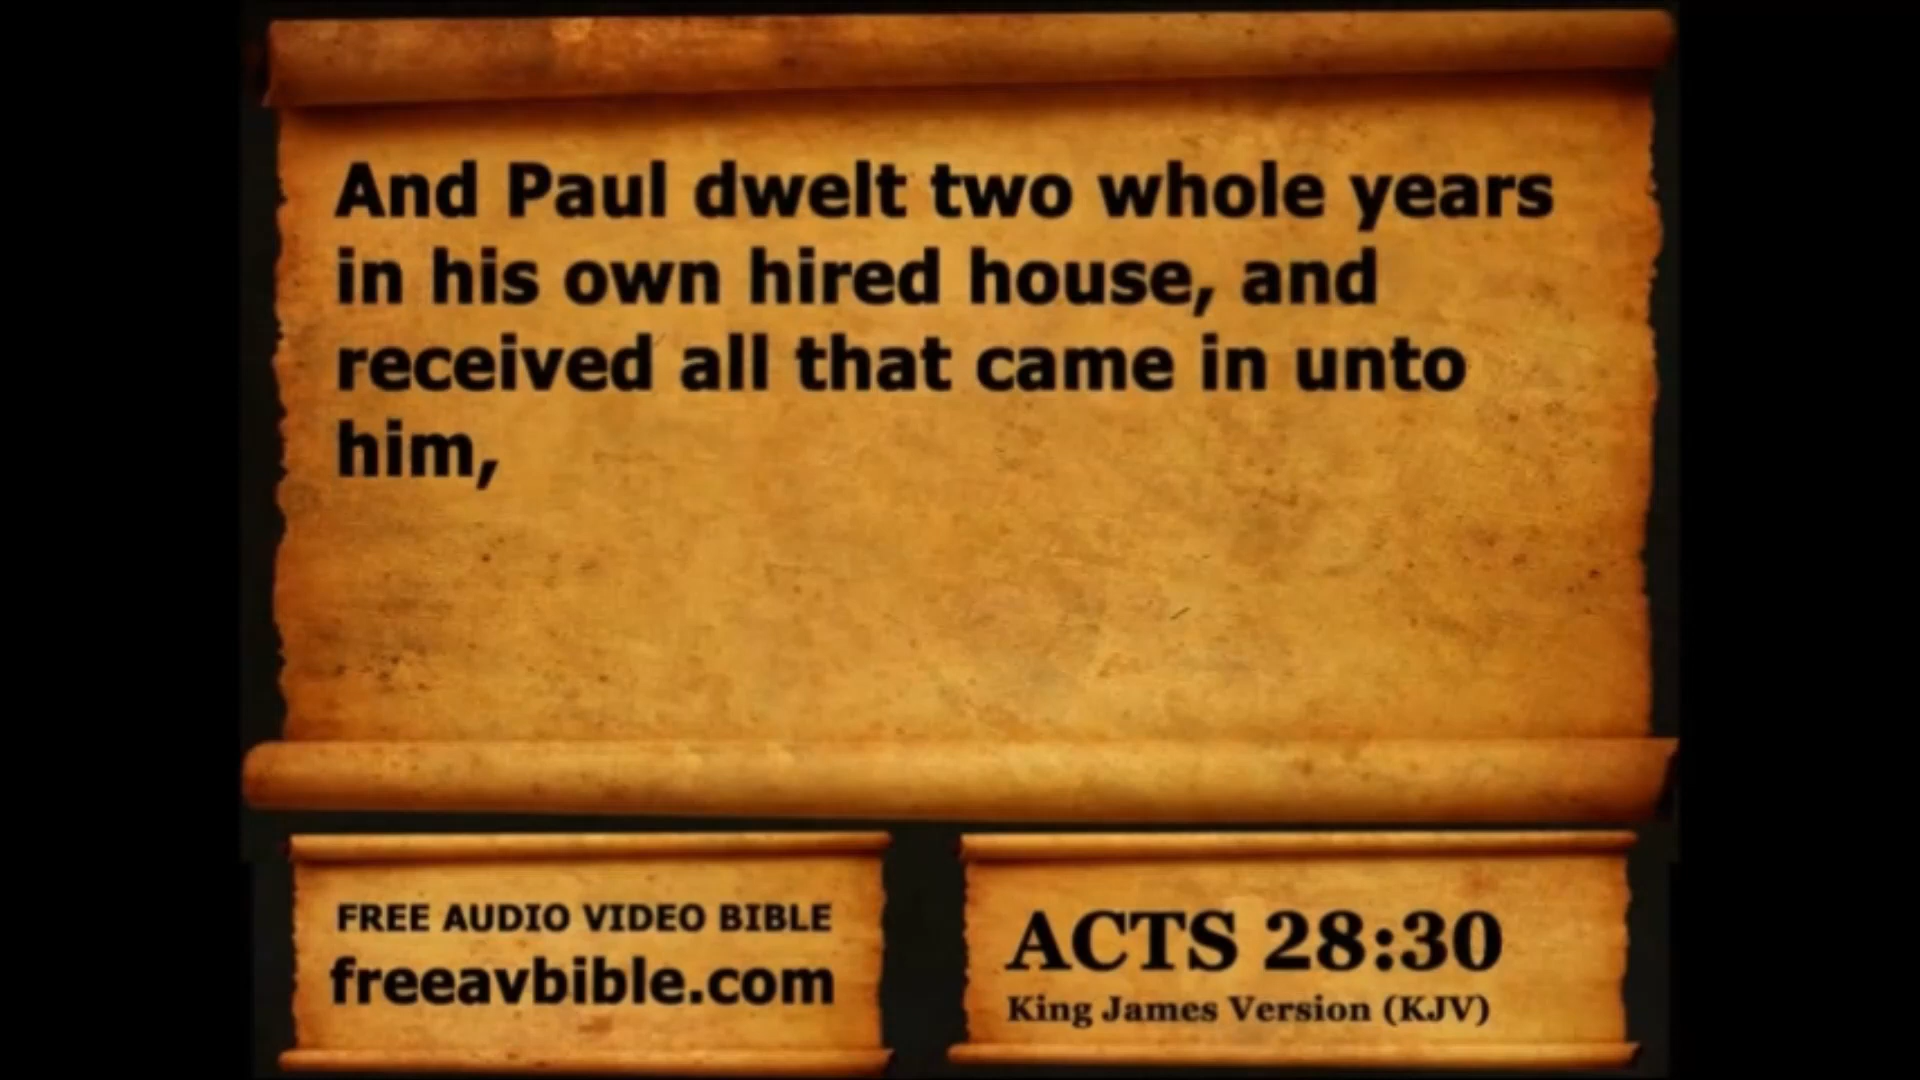 And Paul dwelt two whole years
in his own hired house, and
received all that came in unto
him,
FREE AUDIO VIDEO BIBLE
freeavbible.com
ACTS 28:30
King James Version (KJV)